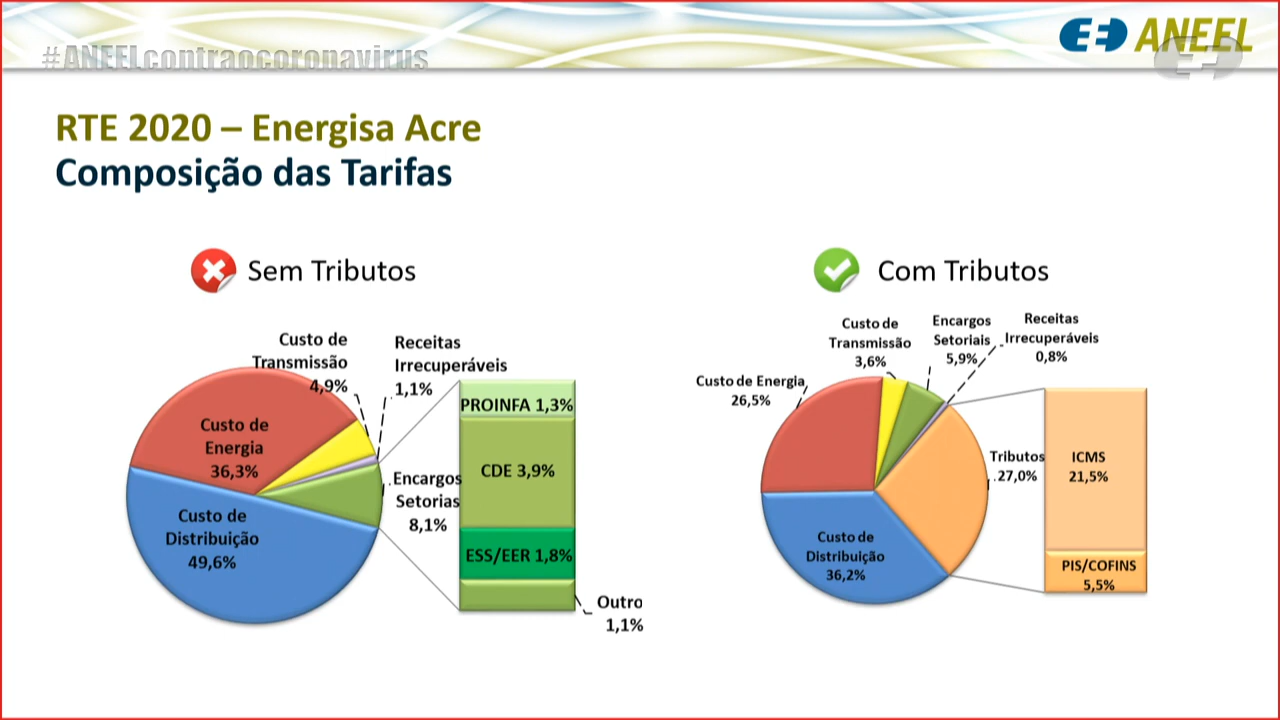 #ANEELcontraocoronavirus
ANEEL
RTE 2020 – Energisa Acre
Composição das Tarifas
Sem Tributos
Custo de
Transmissão
4,9%
Receitas
Irrecuperáveis
1,1%
Custo de
Energia
36,3%
Custo de
Distribuição
49,6%
Encargos
Setorias
8,1%
PROINFA 1,3%
CDE 3,9%
ESS/EER 1,8%
Outro
1,1%
Com Tributos
Custo de
Transmissão
3,6%
Encargos
Setoriais
5,9%
Receitas
Irrecuperáveis
0,8%
Custo de Energia
26,5%
Custo de
Distribuição
36,2%
Tributos
27,0%
ICMS
21,5%
PIS/COFINS
5,5%